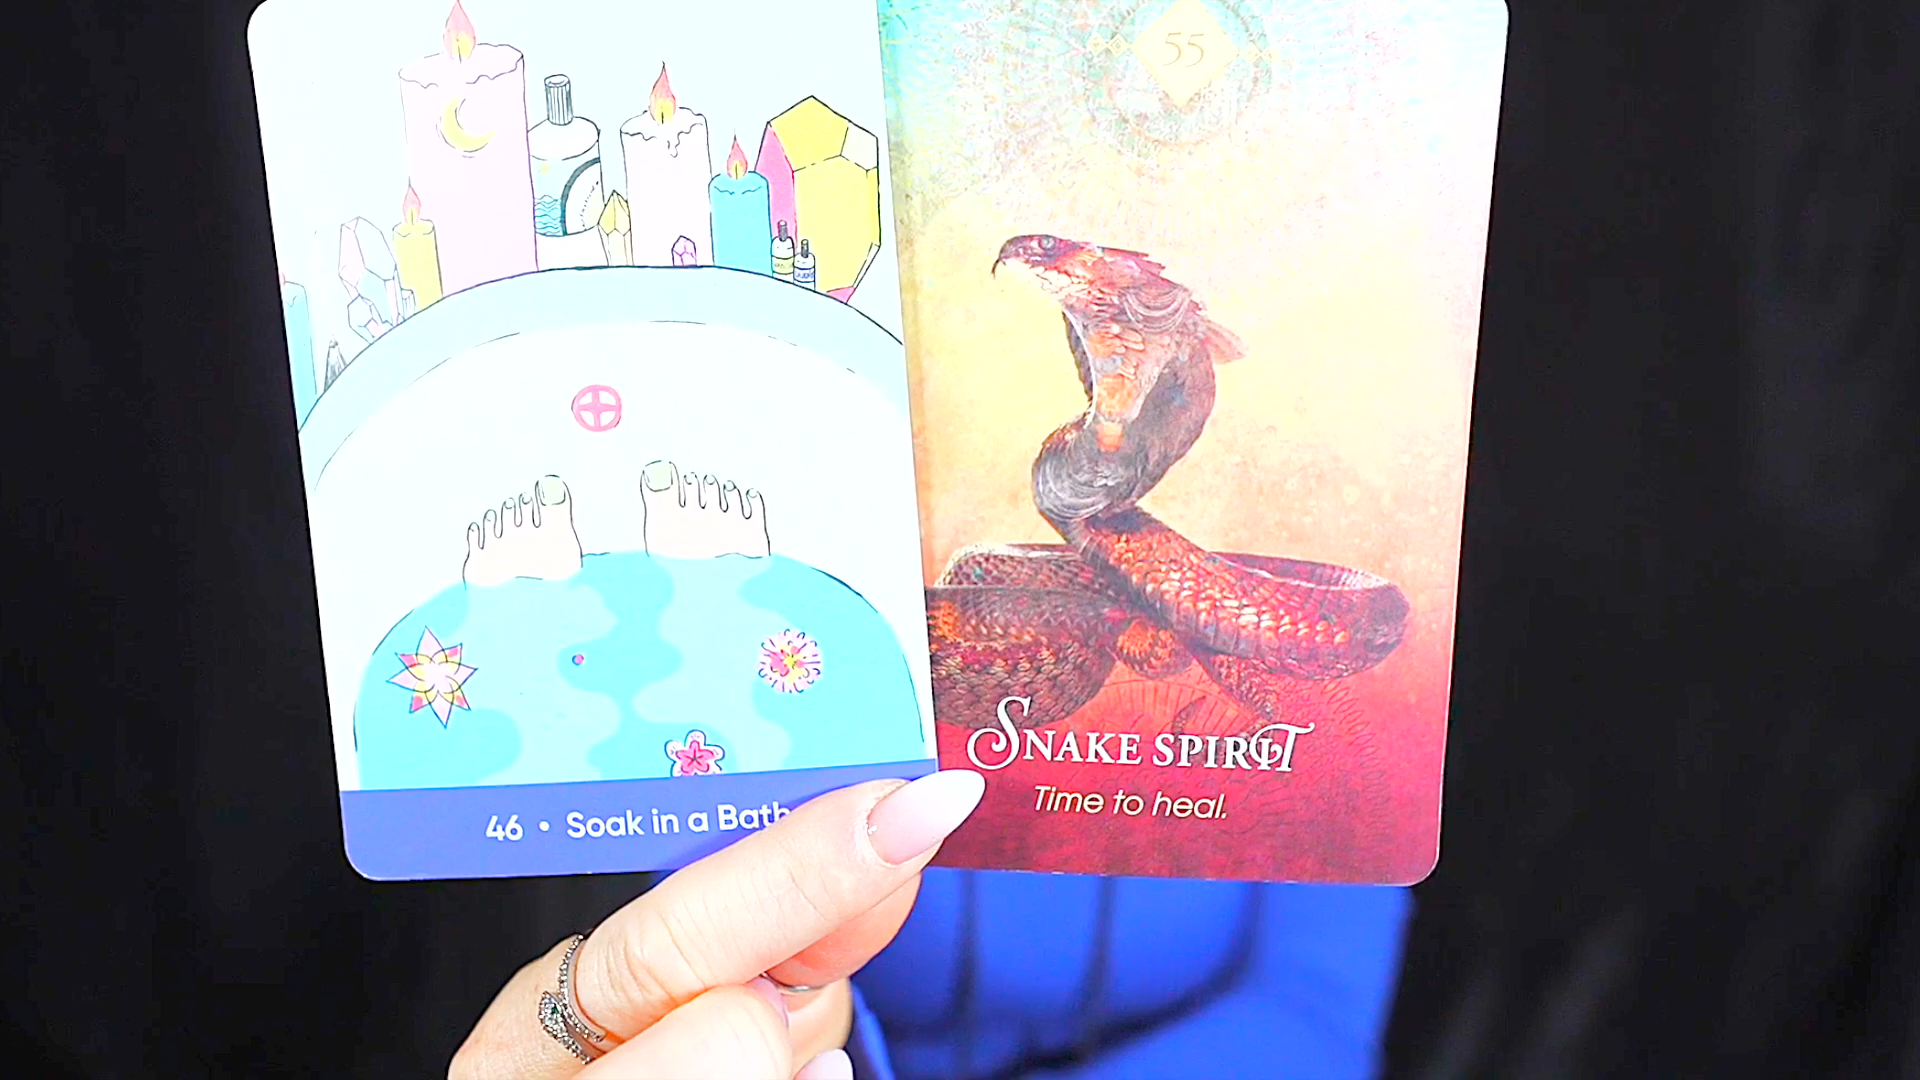 46 • Soak in a Bath
55
SNAKE SPIRIT
Time to heal.